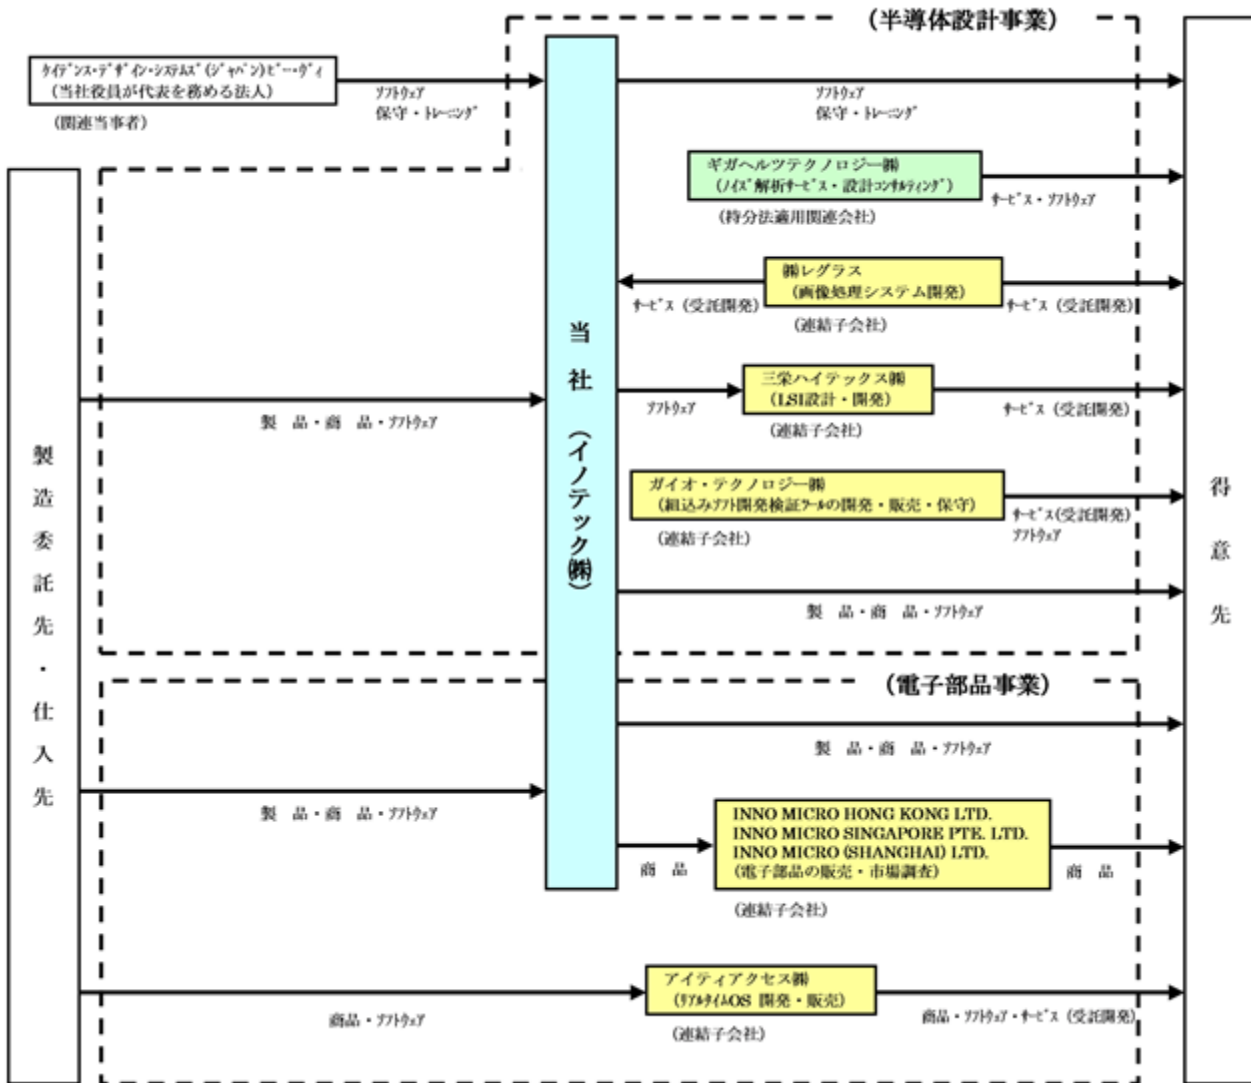 （半導体設計事業）
ケイデンス・デザイン・システムズ（ジャパン）ビー・ヴィ
（当社役員が代表を務める法人）
（関連当事者）
ソフトウェア
保守・トレーニング
ソフトウェア
保守・トレーニング
ギガヘルツテクノロジー㈱
（ノイズ解析サービス・設計コンサルティング）
（持分法適用関連会社）
サービス・ソフトウェア
㈱レグラス
（画像処理システム開発）
（連結子会社）
サービス（受託開発）
サービス（受託開発）
当社（イノテック㈱）
三栄ハイテックス㈱
（LSI設計・開発）
（連結子会社）
ソフトウェア
サービス（受託開発）
製品・商品・ソフトウェア
製造委託先・仕入先
得意先
ガイオ・テクノロジー㈱
（組込みソフト開発検証ツールの開発・販売・保守）
（連結子会社）
サービス（受託開発）
ソフトウェア
製品・商品・ソフトウェア
（電子部品事業）
製品・商品・ソフトウェア
製品・商品・ソフトウェア
INNO MICRO HONG KONG LTD.
INNO MICRO SINGAPORE PTE. LTD.
INNO MICRO (SHANGHAI) LTD.
（電子部品の販売・市場調査）
（連結子会社）
商品
商品
アイティアクセス㈱
（リアルタイムOS 開発・販売）
（連結子会社）
商品・ソフトウェア
商品・ソフトウェア・サービス（受託開発）